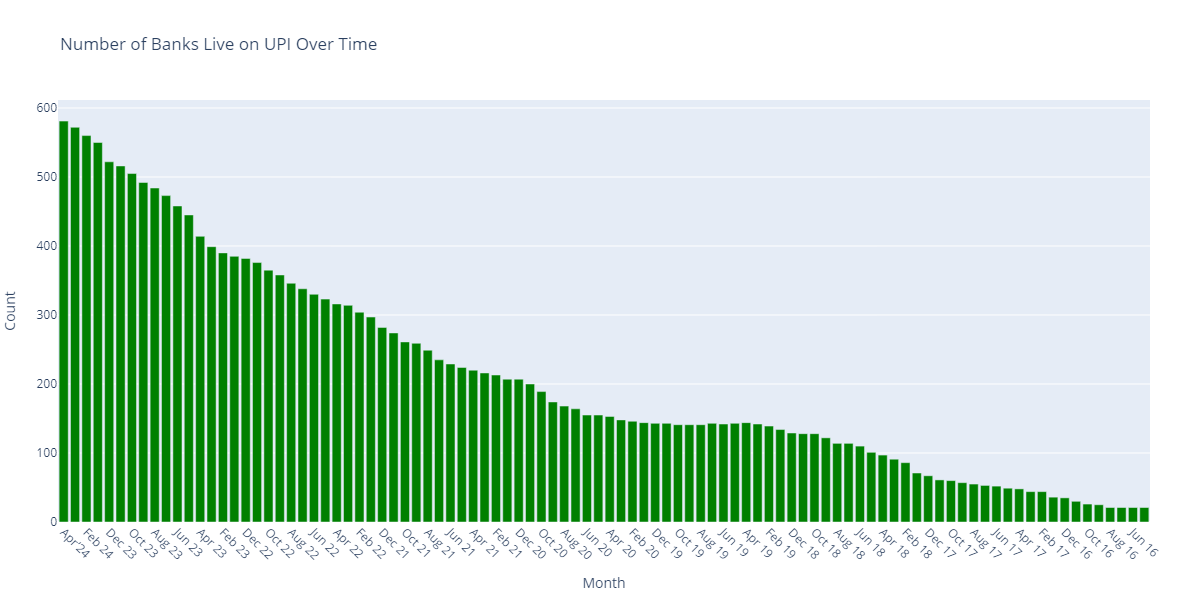 Number of Banks Live on UPI Over Time
Count
600
500
400
300
200
100
0
Apr'24
Feb 24
Dec 23
Oct 23
Aug 23
Jun 23
Apr 23
Feb 23
Dec 22
Oct 22
Aug 22
Jun 22
Apr 22
Feb 22
Dec 21
Oct 21
Aug 21
Jun 21
Apr 21
Feb 21
Dec 20
Oct 20
Aug 20
Jun 20
Apr 20
Feb 20
Dec 19
Oct 19
Aug 19
Jun 19
Apr 19
Feb 19
Dec 18
Oct 18
Aug 18
Jun 18
Apr 18
Feb 18
Dec 17
Oct 17
Aug 17
Jun 17
Apr 17
Feb 17
Dec 16
Oct 16
Aug 16
Jun 16
Month